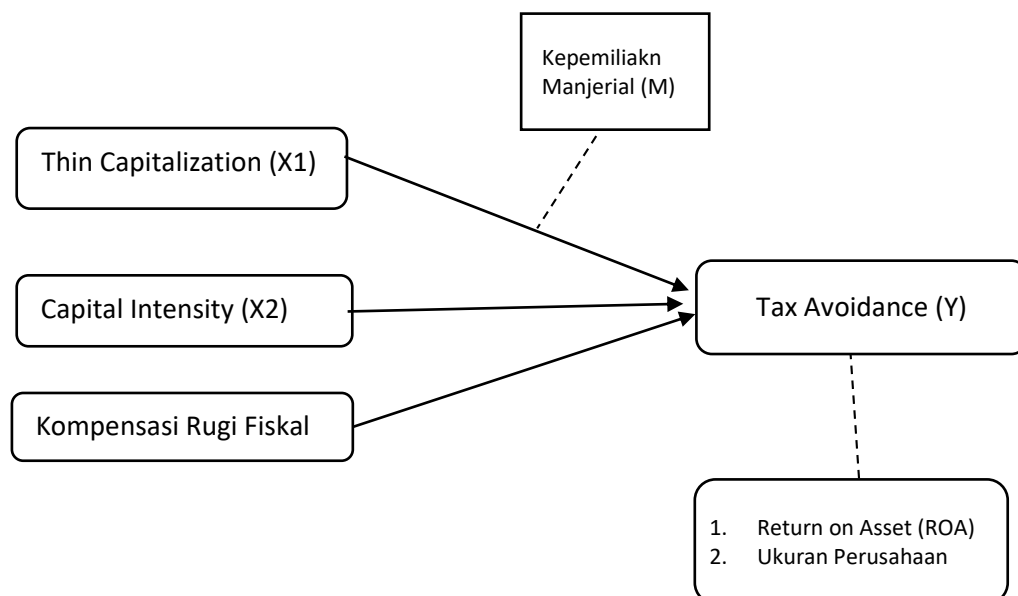 Kepemiliakn
Manjerial (M)
Thin Capitalization (X1)
Capital Intensity (X2)
Tax Avoidance (Y)
Kompensasi Rugi Fiskal
1. Return on Asset (ROA)
2. Ukuran Perusahaan